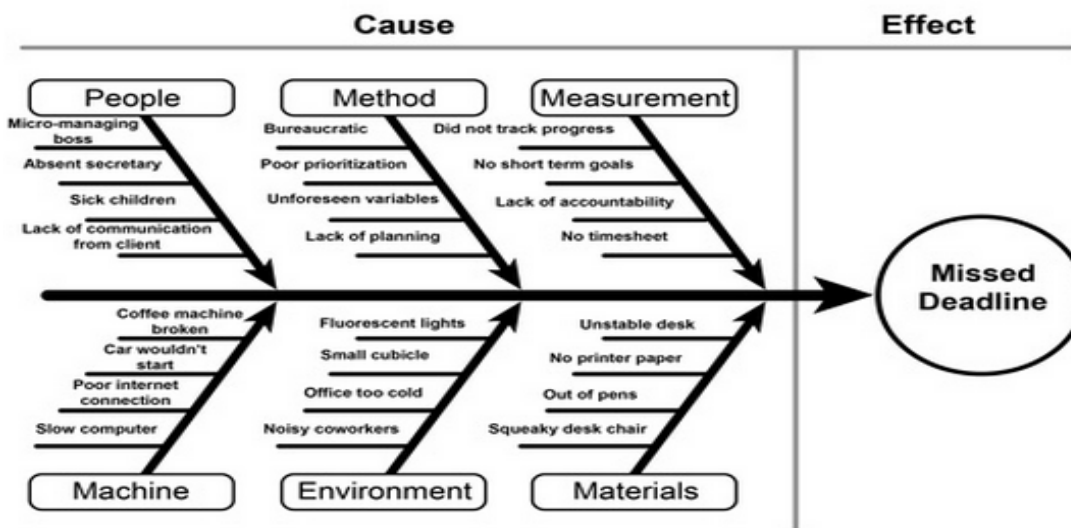 Cause
Effect
People
Method
Measurement
Micro-managing
boss
Absent secretary
Sick children
Lack of communication
from client
Bureaucratic
Poor prioritization
Unforeseen variables
Lack of planning
Did not track progress
No short term goals
Lack of accountability
No timesheet
Missed
Deadline
Coffee machine
broken
Car wouldn't
start
Poor internet
connection
Slow computer
Fluorescent lights
Small cubicle
Office too cold
Noisy coworkers
Unstable desk
No printer paper
Out of pens
Squeaky desk chair
Machine
Environment
Materials